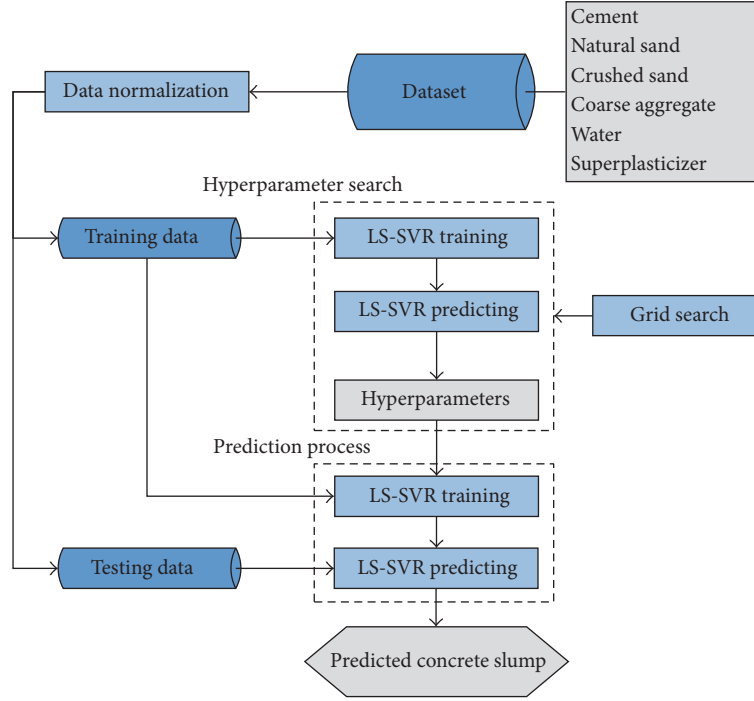 Cement
Natural sand
Crushed sand
Coarse aggregate
Water
Superplasticizer
Dataset
Data normalization
Hyperparameter search
Training data
LS-SVR training
LS-SVR predicting
Grid search
Hyperparameters
Prediction process
LS-SVR training
Testing data
LS-SVR predicting
Predicted concrete slump